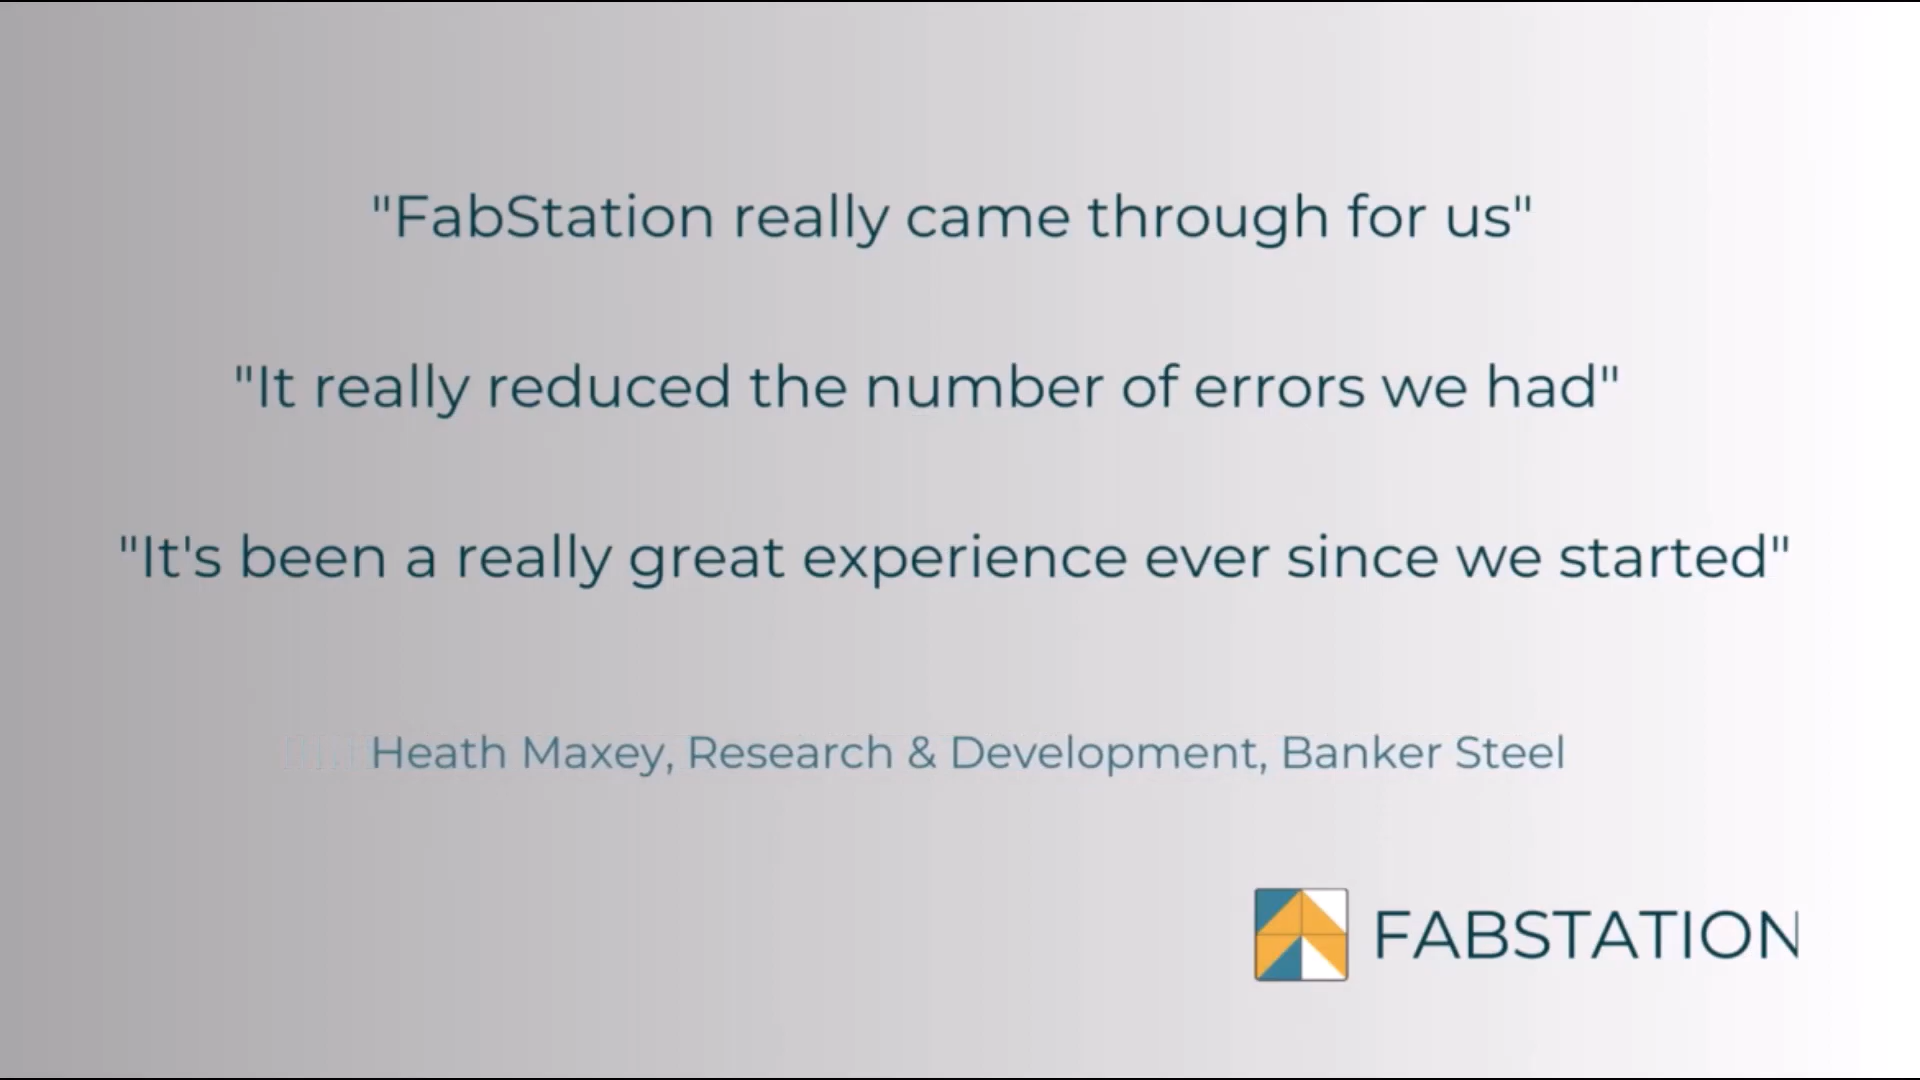 "FabStation really came through for us"
"It really reduced the number of errors we had"
"It's been a really great experience ever since we started"
Heath Maxey, Research & Development, Banker Steel
FABSTATION